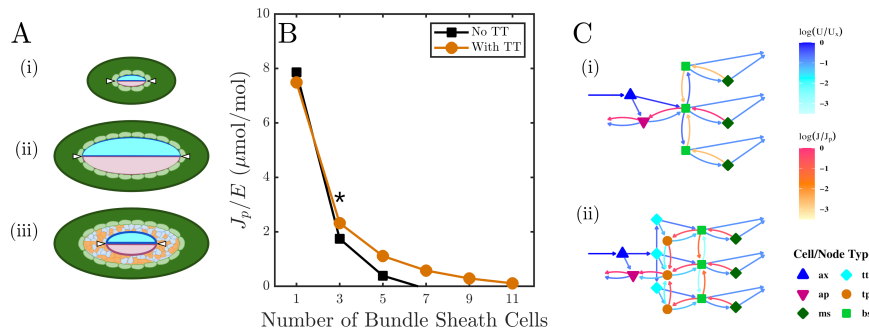 A
(i)
(ii)
(iii)
B
J_p/E (μmol/mol)
10
8
6
4
2
0
*
No TT
With TT
1 3 5 7 9 11
Number of Bundle Sheath Cells
C
(i)
(ii)
log(U/U_x)
0
-1
-2
-3
log(J/J_p)
0
-1
-2
-3
Cell/Node Typ
ax tt
ap tp
ms bs